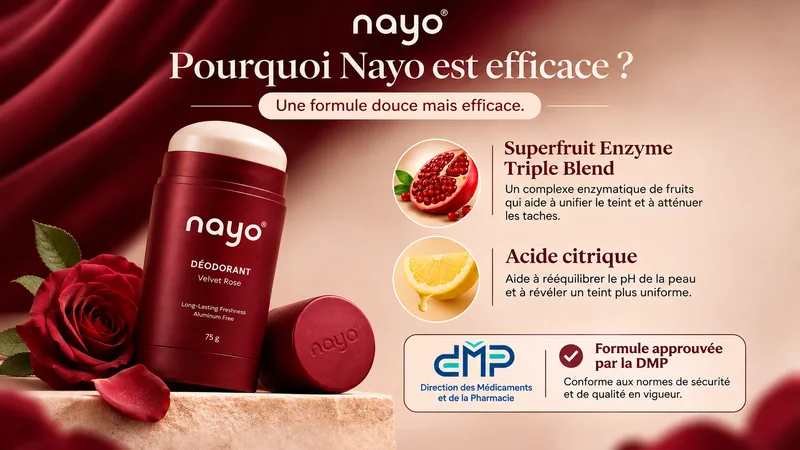 nayo®
Pourquoi Nayo est efficace ?
Une formule douce mais efficace.
nayo®
DÉODORANT
Velvet Rose
Long-Lasting Freshness
Aluminum Free
75 g
nayo®
Superfruit Enzyme
Triple Blend
Un complexe enzymatique de fruits
qui aide à unifier le teint et à atténuer
les taches.
Acide citrique
Aide à rééquilibrer le pH de la peau
et à révéler un teint plus uniforme.
dMP
Direction des Médicaments
et de la Pharmacie
Formule approuvée
par la DMP
Conforme aux normes de sécurité
et de qualité en vigueur.